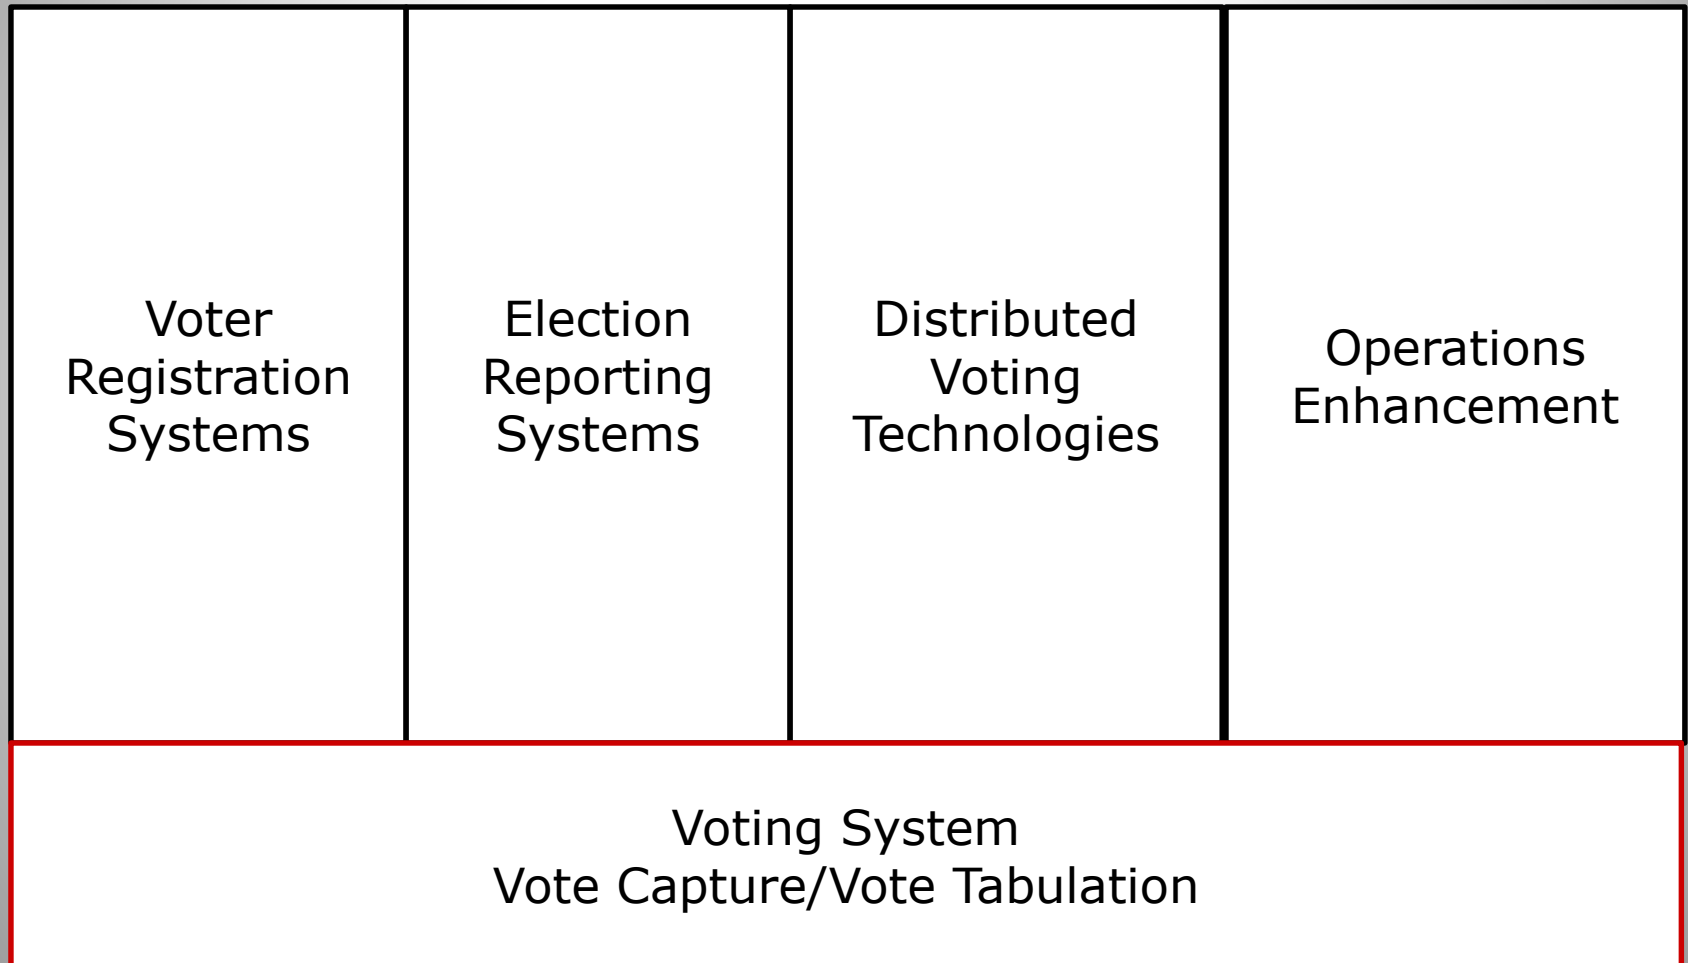 Voter
Registration
Systems
Election
Reporting
Systems
Distributed
Voting
Technologies
Operations
Enhancement
Voting System
Vote Capture/Vote Tabulation